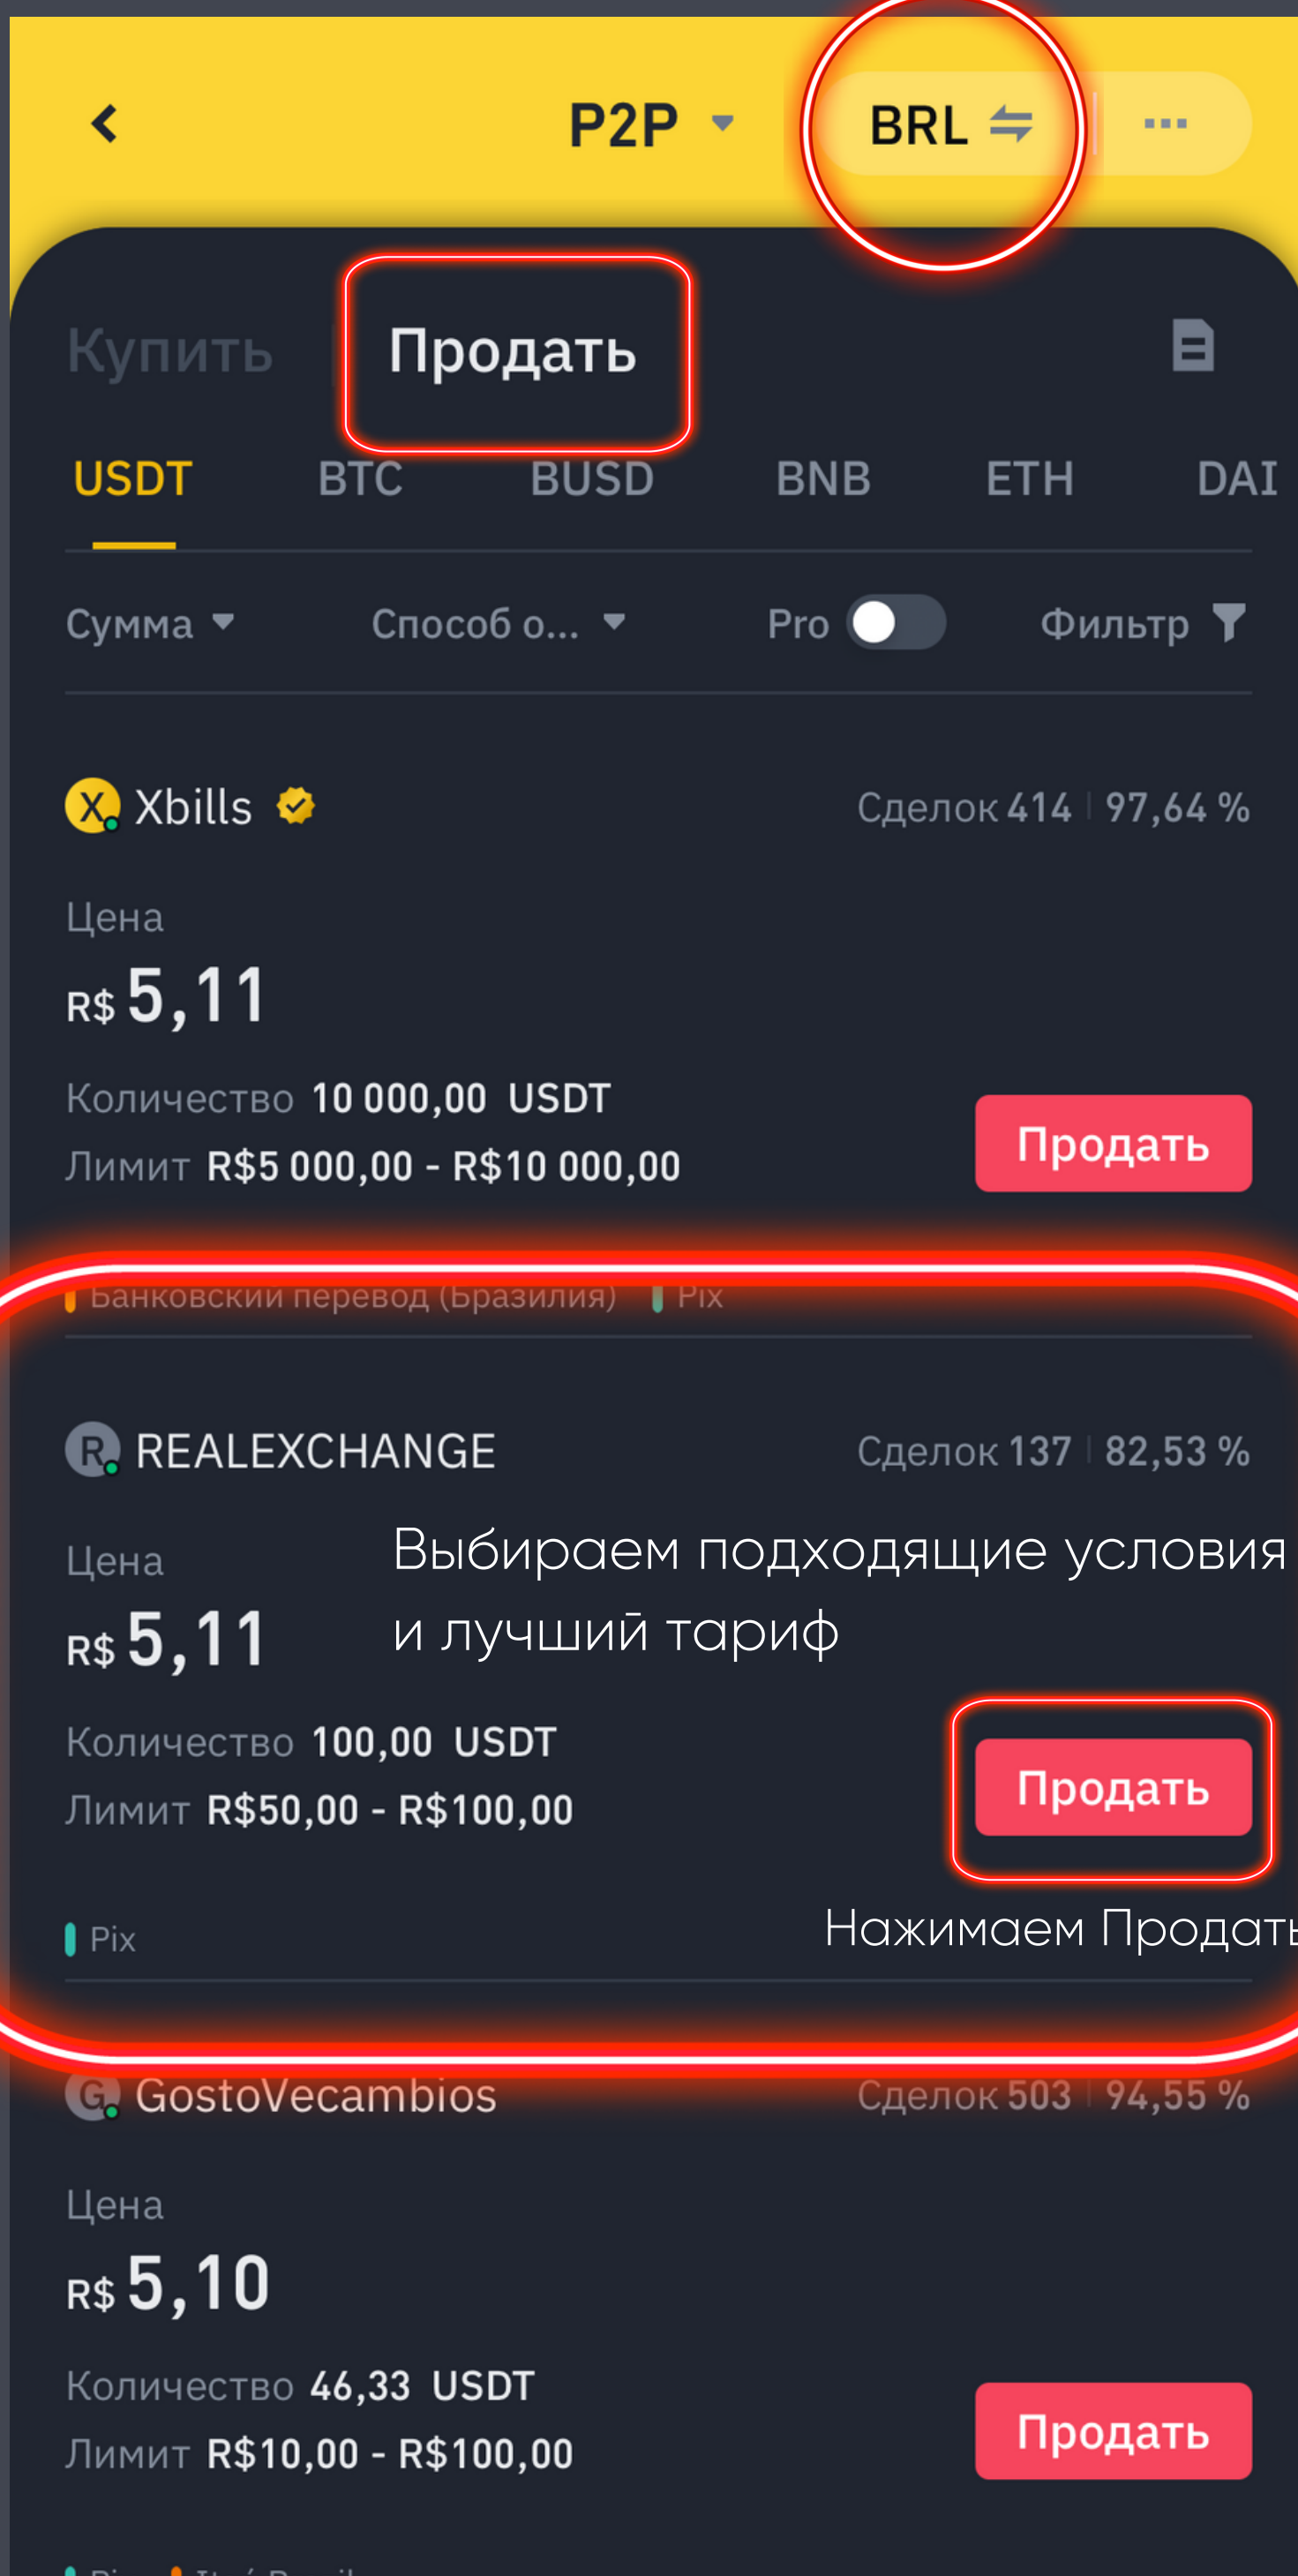 P2P BRL
Купить Продать
USDT BTC BUSD BNB ETH DAI
Сумма Способ о... Pro Фильтр
X Xbills Сделок 414 97,64 %
Цена
R$ 5,11
Количество 10 000,00 USDT
Лимит R$5 000,00 - R$10 000,00
Продать
Банковский перевод (Бразилия) Pix
R REALEXCHANGE Сделок 137 82,53 %
Цена
R$ 5,11
Выбираем подходящие условия
и лучший тариф
Количество 100,00 USDT
Лимит R$50,00 - R$100,00
Продать
Pix
Нажимаем Продать
G GostoVecambios Сделок 503 94,55 %
Цена
R$ 5,10
Количество 46,33 USDT
Лимит R$10,00 - R$100,00
Продать